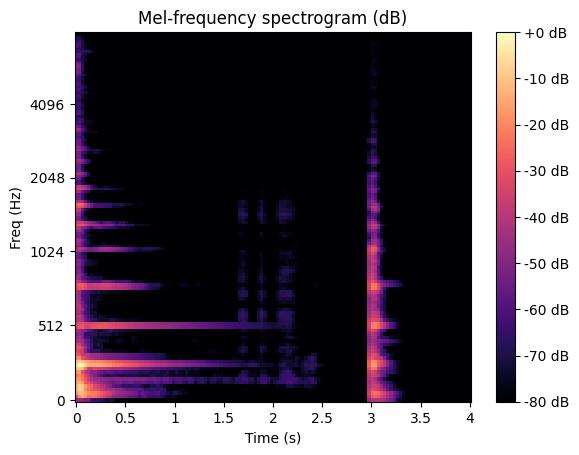 Mel-frequency spectrogram (dB)
+0 dB
-10 dB
-20 dB
-30 dB
-40 dB
-50 dB
-60 dB
-70 dB
-80 dB
Freq (Hz)
4096
2048
1024
512
0
0 0.5 1 1.5 2 2.5 3 3.5 4
Time (s)